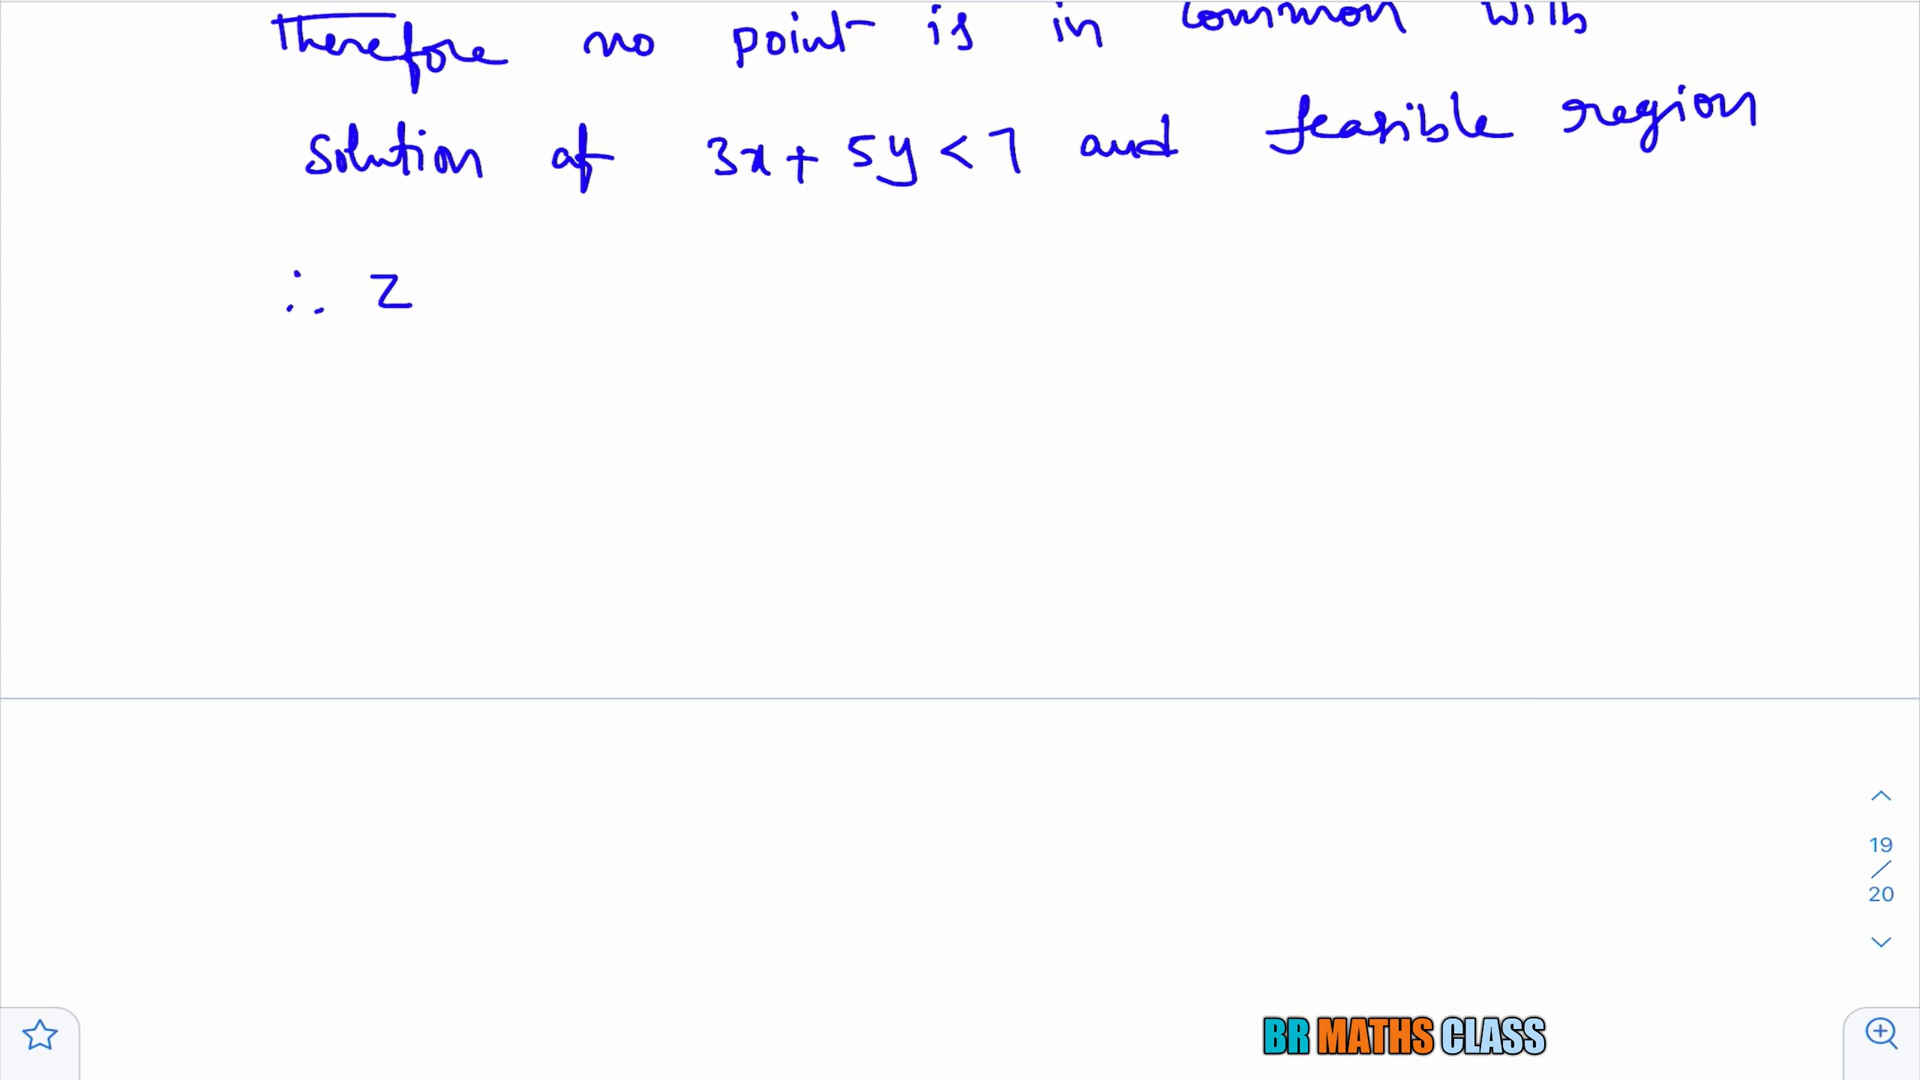 Therefore no point is in common with
solution of 3x + 5y < 7 and feasible region
∴ Z
19
/
20
BR MATHS CLASS